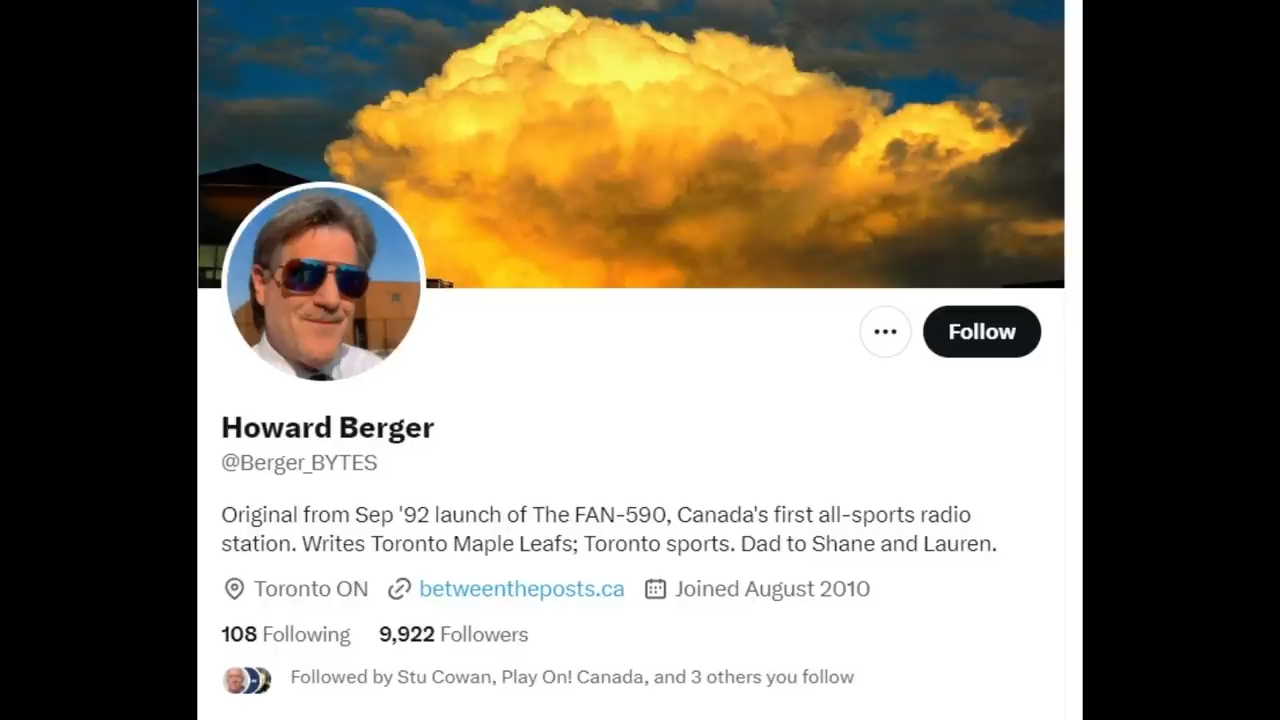 Follow
Howard Berger
@Berger_BYTES
Original from Sep '92 launch of The FAN-590, Canada's first all-sports radio
station. Writes Toronto Maple Leafs; Toronto sports. Dad to Shane and Lauren.
Toronto ON betweentheposts.ca Joined August 2010
108 Following 9,922 Followers
Followed by Stu Cowan, Play On! Canada, and 3 others you follow